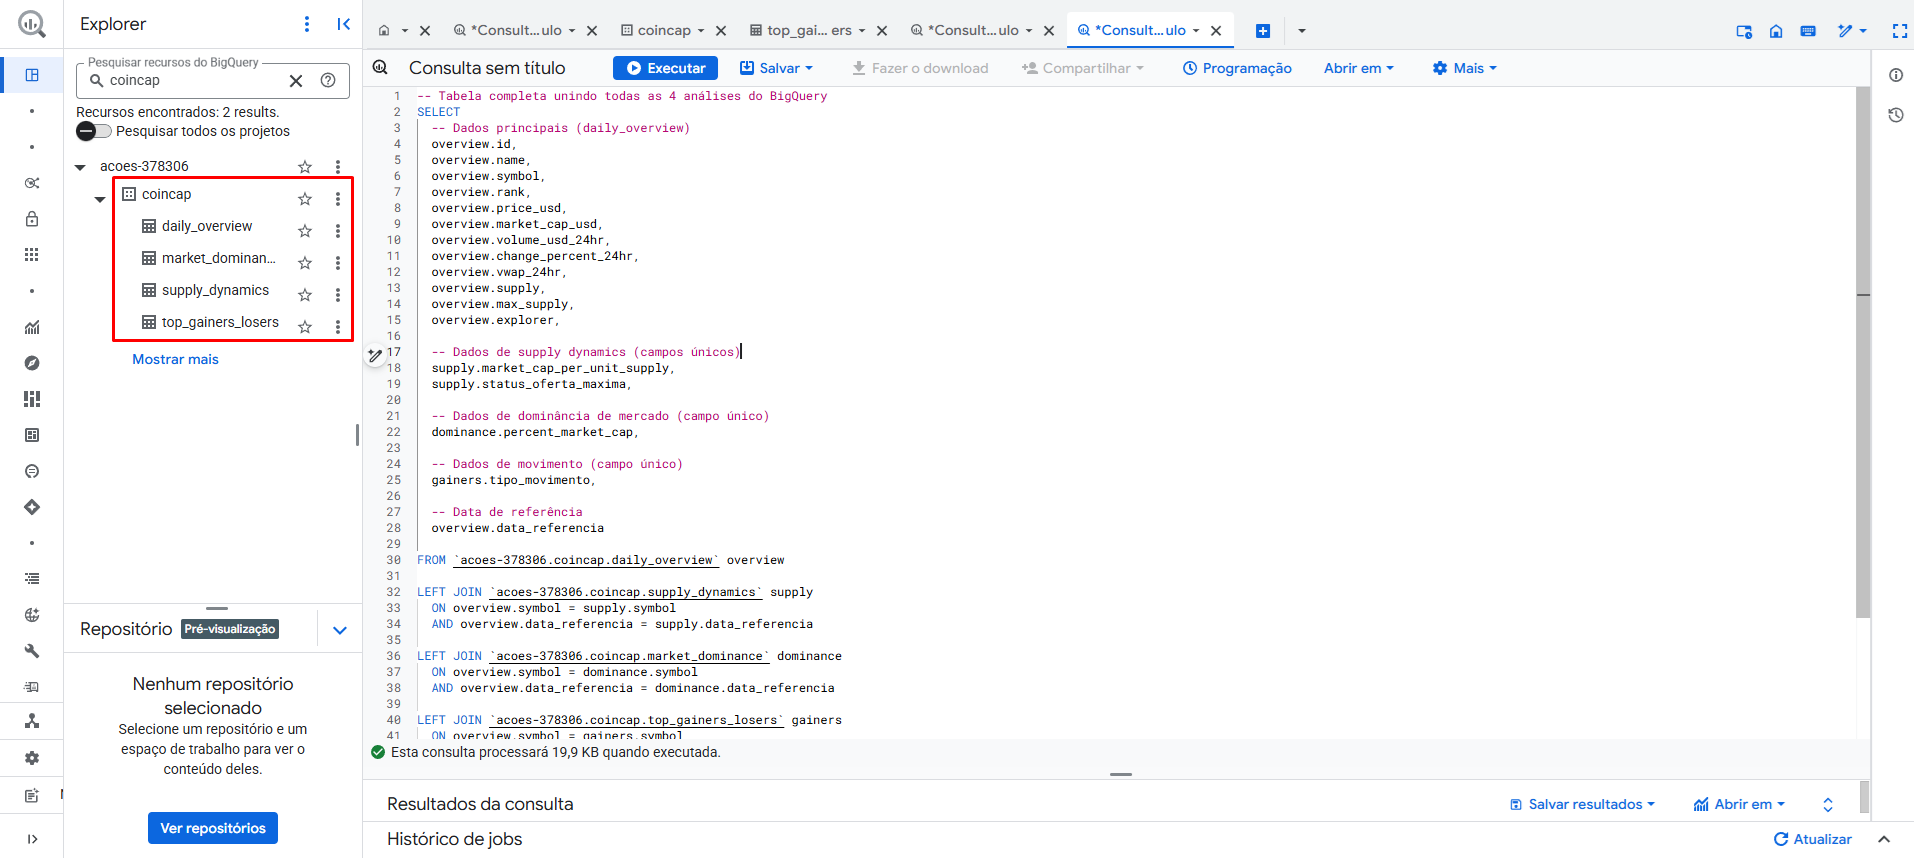 Explorer
Pesquisar recursos do BigQuery
coincap
Recursos encontrados: 2 results.
Pesquisar todos os projetos
acoes-378306
coincap
daily_overview
market_dominan...
supply_dynamics
top_gainers_losers
Mostrar mais
Repositório Pré-visualização
Nenhum repositório
selecionado
Selecione um repositório e um
espaço de trabalho para ver o
conteúdo deles.
Ver repositórios
*Consult...ulo
coincap
top_gai... ers
*Consult...ulo
*Consult...ulo
Consulta sem título
Executar
Salvar
Fazer o download
Compartilhar
Programação
Abrir em
Mais
1 -- Tabela completa unindo todas as 4 análises do BigQuery
2 SELECT
3 -- Dados principais (daily_overview)
4 overview.id,
5 overview.name,
6 overview.symbol,
7 overview.rank,
8 overview.price_usd,
9 overview.market_cap_usd,
10 overview.volume_usd_24hr,
11 overview.change_percent_24hr,
12 overview.vwap_24hr,
13 overview.supply,
14 overview.max_supply,
15 overview.explorer,
16
17 -- Dados de supply dynamics (campos únicos)
18 supply.market_cap_per_unit_supply,
19 supply.status_oferta_maxima,
20
21 -- Dados de dominância de mercado (campo único)
22 dominance.percent_market_cap,
23
24 -- Dados de movimento (campo único)
25 gainers.tipo_movimento,
26
27 -- Data de referência
28 overview.data_referencia
29
30 FROM `acoes-378306.coincap.daily_overview` overview
31
32 LEFT JOIN `acoes-378306.coincap.supply_dynamics` supply
33 ON overview.symbol = supply.symbol
34 AND overview.data_referencia = supply.data_referencia
35
36 LEFT JOIN `acoes-378306.coincap.market_dominance` dominance
37 ON overview.symbol = dominance.symbol
38 AND overview.data_referencia = dominance.data_referencia
39
40 LEFT JOIN `acoes-378306.coincap.top_gainers_losers` gainers
41 ON overview.symbol = gainers.symbol
Esta consulta processará 19,9 KB quando executada.
Resultados da consulta
Salvar resultados
Abrir em
Histórico de jobs
Atualizar